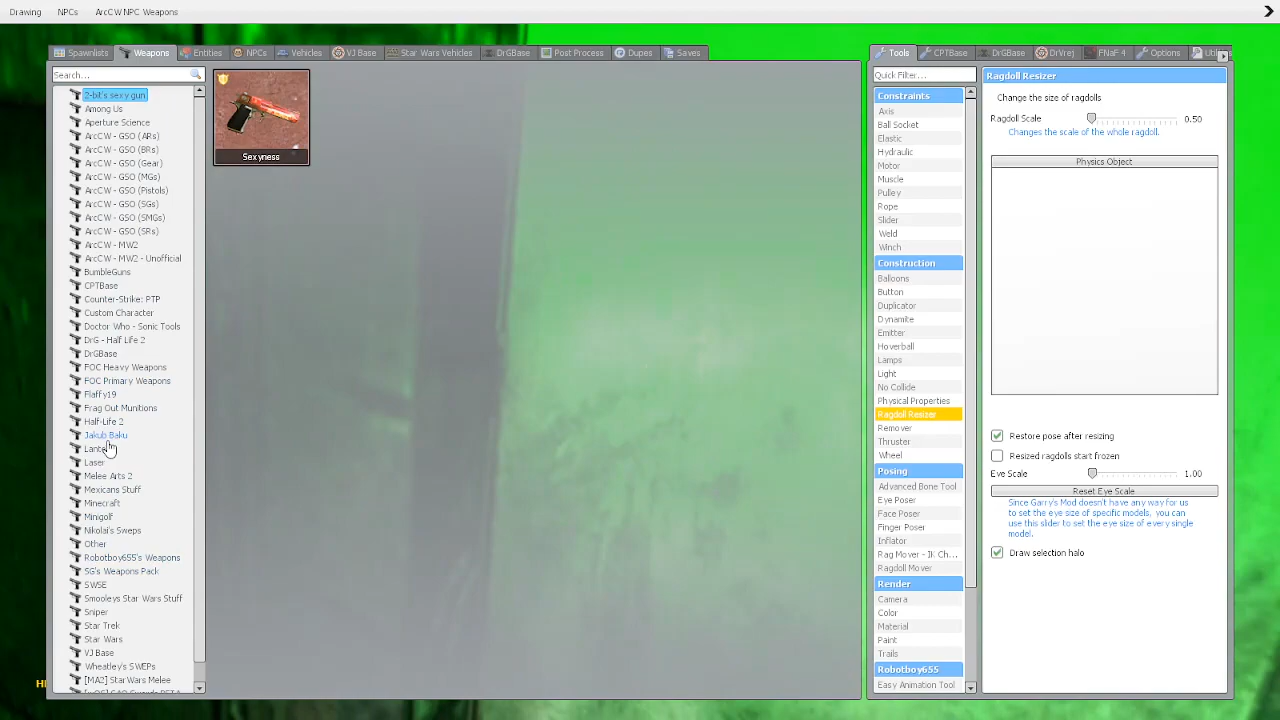 Drawing NPCs ArcCW NPC Weapons
Spawnlists Weapons Entities NPCs Vehicles VJ Base Star Wars Vehicles DrGBase Post Process Dupes Saves
Search...
2-bit's sexy gun
Among Us
Aperture Science
ArcCW - GSO (ARs)
ArcCW - GSO (BRs)
ArcCW - GSO (Gear)
ArcCW - GSO (MGs)
ArcCW - GSO (Pistols)
ArcCW - GSO (SGs)
ArcCW - GSO (SMGs)
ArcCW - GSO (SRs)
ArcCW - MW2
ArcCW - MW2 - Unofficial
BumbleGuns
CPTBase
Counter-Strike: PTP
Custom Character
Doctor Who - Sonic Tools
DrG - Half Life 2
DrGBase
FOC Heavy Weapons
FOC Primary Weapons
Flaffy19
Frag Out Munitions
Half-Life 2
Jakub Baku
Laser
Melee Arts 2
Mexicans Stuff
Minecraft
Minigolf
Nikolai's Sweps
Other
Robotboy655's Weapons
SG's Weapons Pack
SWSE
Smooleys Star Wars Stuff
Sniper
Star Trek
Star Wars
VJ Base
Wheatley's SWEPs
[MA2] Star Wars Melee
Sexyness
Tools CPTBase DrGBase DrVrej FNaF 4 Options
Quick Filter...
Constraints
Axis
Ball Socket
Elastic
Hydraulic
Motor
Muscle
Pulley
Rope
Slider
Weld
Winch
Construction
Balloons
Button
Duplicator
Dynamite
Emitter
Hoverball
Lamps
Light
No Collide
Physical Properties
Ragdoll Resizer
Remover
Thruster
Wheel
Posing
Advanced Bone Tool
Eye Poser
Face Poser
Finger Poser
Inflator
Rag Mover - IK Ch...
Ragdoll Mover
Render
Camera
Color
Material
Paint
Trails
Robotboy655
Easy Animation Tool
Ragdoll Resizer
Change the size of ragdolls
Ragdoll Scale 0.50
Changes the scale of the whole ragdoll.
Physics Object
Restore pose after resizing
Resized ragdolls start frozen
Eye Scale 1.00
Reset Eye Scale
Since Garry's Mod doesn't have any way for us
to set the eye size of specific models, you can
use this slider to set the eye size of every single
model.
Draw selection halo